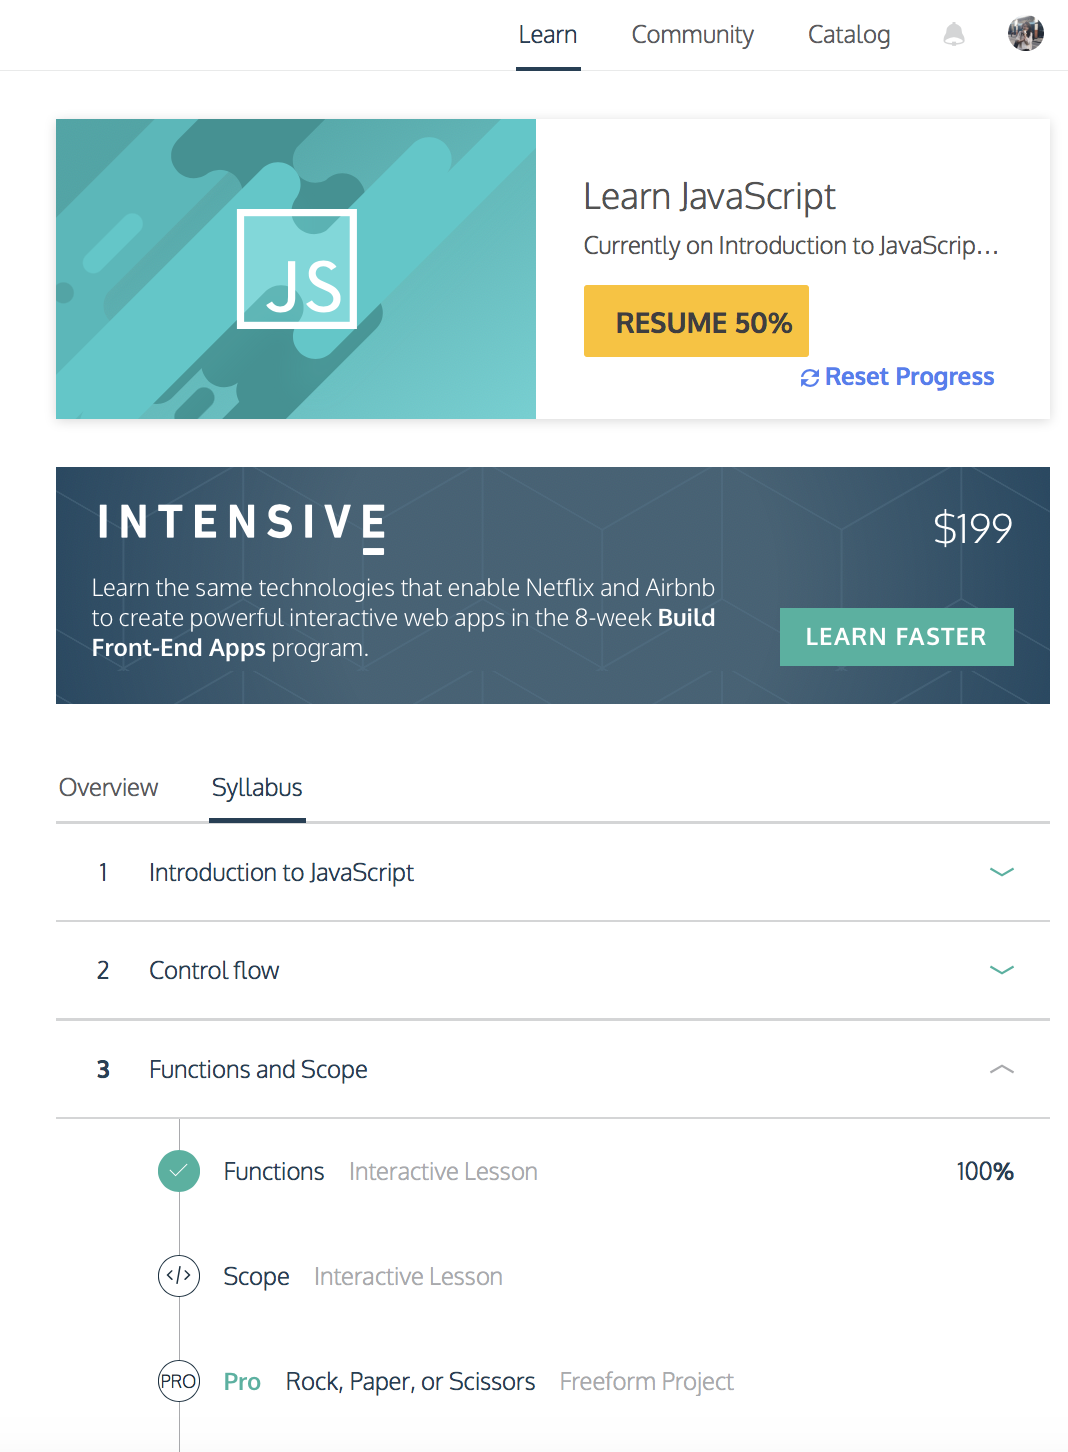 Learn Community Catalog
JS
Learn JavaScript
Currently on Introduction to JavaScrip...
RESUME 50%
Reset Progress
INTENSIVE
$199
Learn the same technologies that enable Netflix and Airbnb
to create powerful interactive web apps in the 8-week Build
Front-End Apps program.
LEARN FASTER
Overview Syllabus
1 Introduction to JavaScript
2 Control flow
3 Functions and Scope
Functions Interactive Lesson 100%
</> Scope Interactive Lesson
PRO Pro Rock, Paper, or Scissors Freeform Project